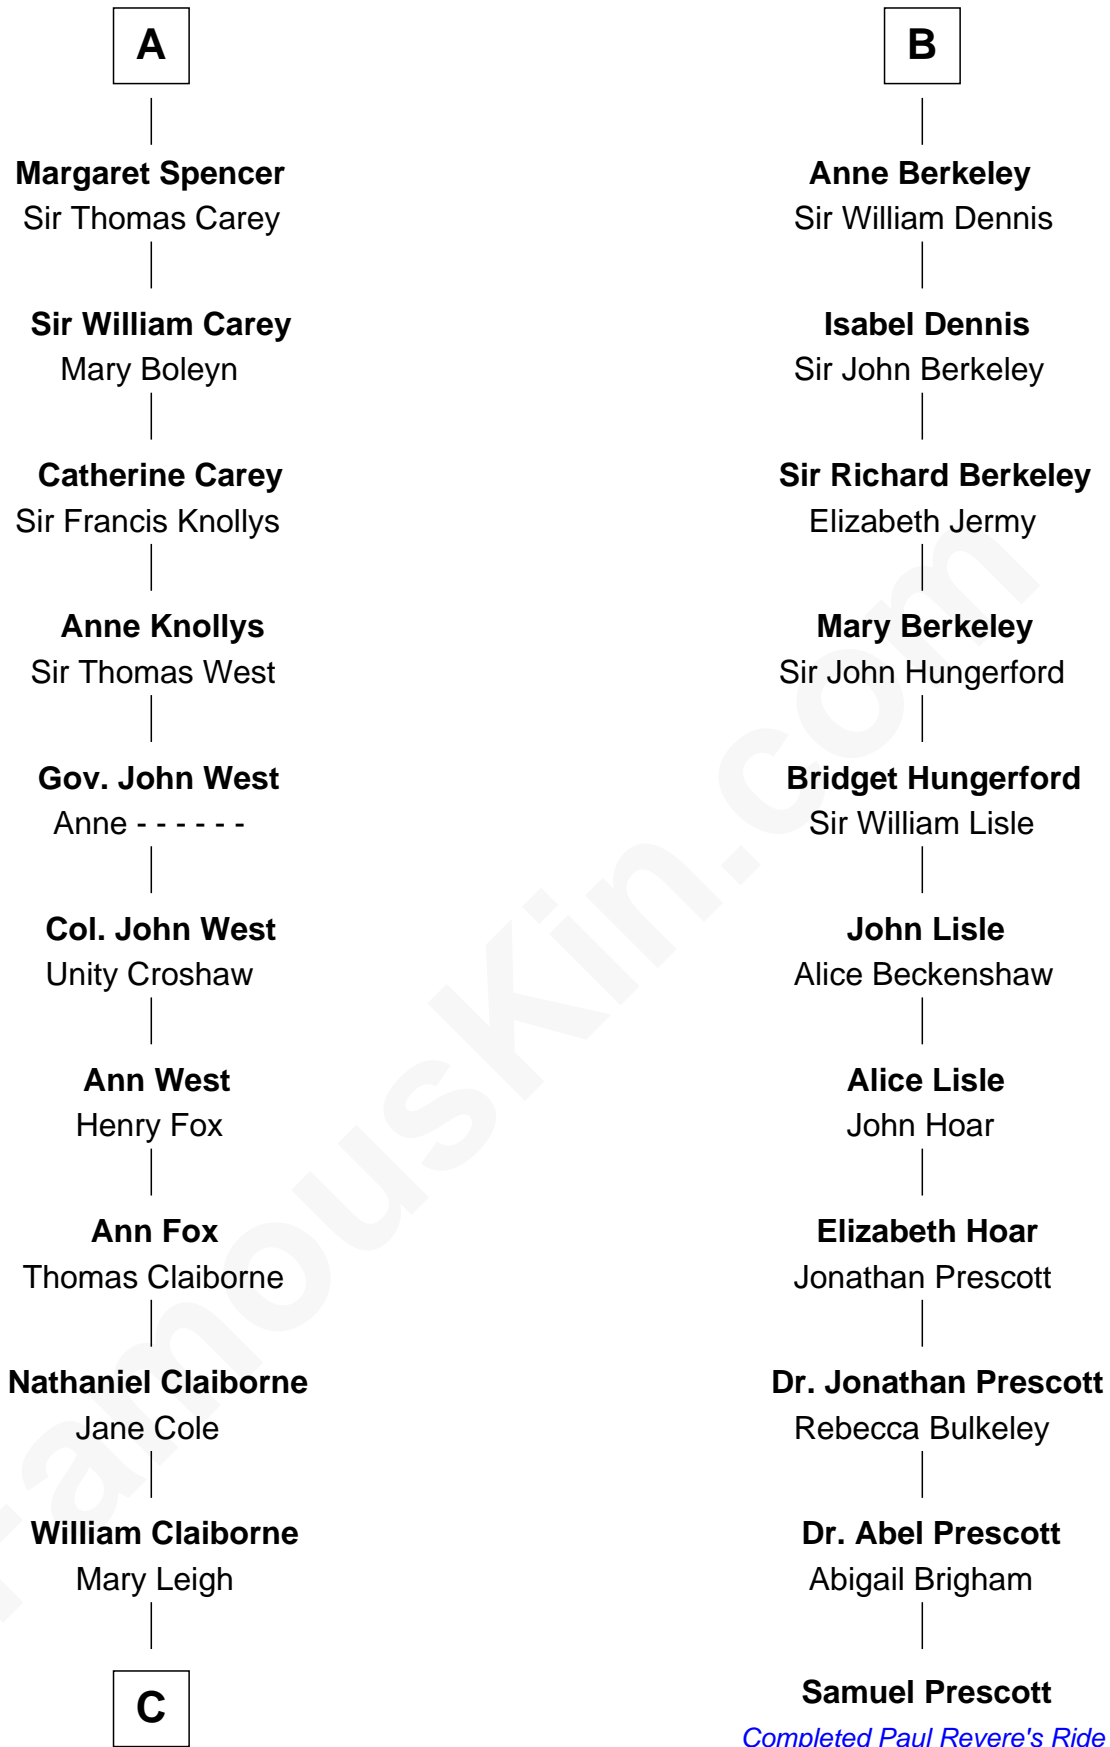 A
Margaret Spencer
Sir Thomas Carey
Sir William Carey
Mary Boleyn
Catherine Carey
Sir Francis Knollys
Anne Knollys
Sir Thomas West
Gov. John West
Anne - - - - - -
Col. John West
Unity Croshaw
Ann West
Henry Fox
Ann Fox
Thomas Claiborne
Nathaniel Claiborne
Jane Cole
William Claiborne
Mary Leigh
C
B
Anne Berkeley
Sir William Dennis
Isabel Dennis
Sir John Berkeley
Sir Richard Berkeley
Elizabeth Jermy
Mary Berkeley
Sir John Hungerford
Bridget Hungerford
Sir William Lisle
John Lisle
Alice Beckenshaw
Alice Lisle
John Hoar
Elizabeth Hoar
Jonathan Prescott
Dr. Jonathan Prescott
Rebecca Bulkeley
Dr. Abel Prescott
Abigail Brigham
Samuel Prescott
Completed Paul Revere's Ride
FamousKin.com